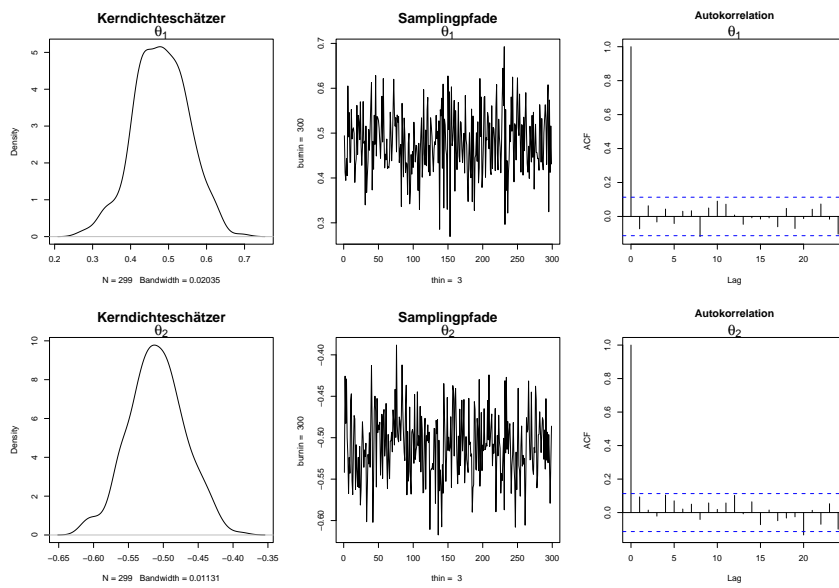 Kerndichteschätzer
θ1
Density
0 1 2 3 4 5
0.2 0.3 0.4 0.5 0.6 0.7
N = 299 Bandwidth = 0.02035
Samplingpfade
θ1
burnin = 300
0.3 0.4 0.5 0.6 0.7
0 50 100 150 200 250 300
thin = 3
Autokorrelation
θ1
ACF
0.0 0.2 0.4 0.6 0.8 1.0
0 5 10 15 20
Lag
Kerndichteschätzer
θ2
Density
0 2 4 6 8 10
−0.65 −0.60 −0.55 −0.50 −0.45 −0.40 −0.35
N = 299 Bandwidth = 0.01131
Samplingpfade
θ2
burnin = 300
−0.60 −0.55 −0.50 −0.45 −0.40
0 50 100 150 200 250 300
thin = 3
Autokorrelation
θ2
ACF
0.0 0.2 0.4 0.6 0.8 1.0
0 5 10 15 20
Lag